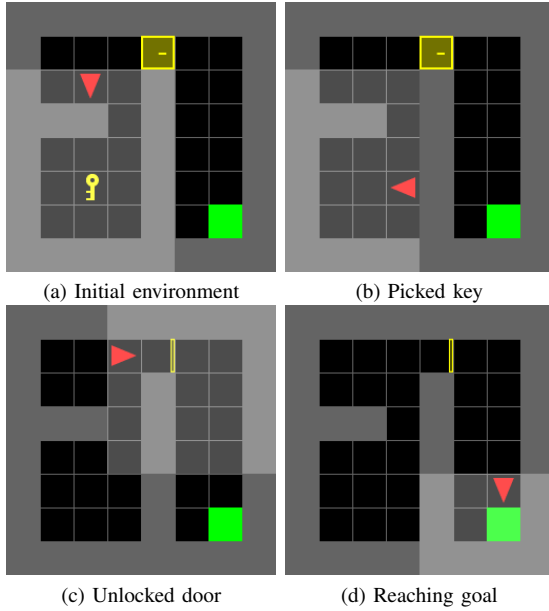 (a) Initial environment
(b) Picked key
(c) Unlocked door
(d) Reaching goal